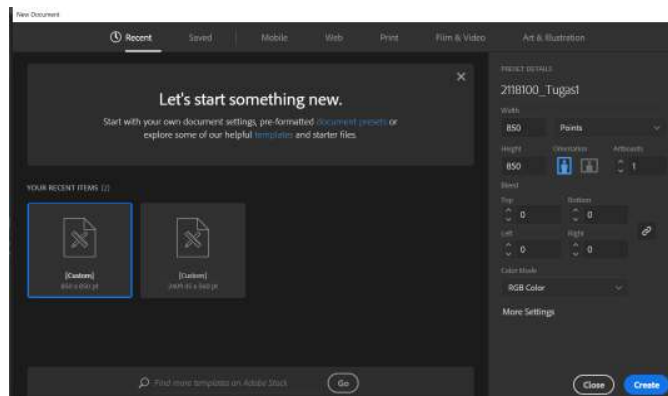 New Document
Recent Saved Mobile Web Print Film & Video Art & Illustration
Let's start something new.
Start with your own document settings, pre-formatted document presets or
explore some of our helpful templates and starter files.
YOUR RECENT ITEMS (2)
[Custom]
850 x 850 pt
[Custom]
PRESET DETAILS
2118100_Tugas1
Width
850 Points
Height Orientation Artboards
850 1
Bleed
Top Bottom
0 0
Left Right
0 0
Color Mode
RGB Color
More Settings
Find more templates on Adobe Stock Go
Close Create